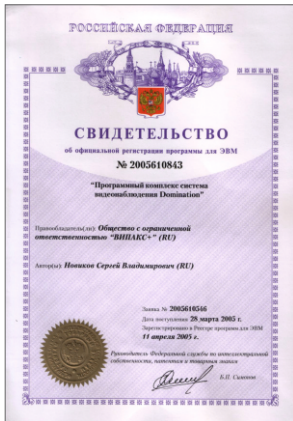 РОССИЙСКАЯ ФЕДЕРАЦИЯ
СВИДЕТЕЛЬСТВО
об официальной регистрации программы для ЭВМ
№ 2005610843
"Программный комплекс система
видеонаблюдения Domination"
Правообладатель(ли): Общество с ограниченной
ответственностью "ВИПАКС+" (RU)
Автор(ы): Новиков Сергей Владимирович (RU)
Заявка № 2005610546
Дата поступления 28 марта 2005 г.
Зарегистрировано в Реестре программ для ЭВМ
11 апреля 2005 г.
Руководитель Федеральной службы по интеллектуальной
собственности, патентам и товарным знакам
Б.П. Симонов